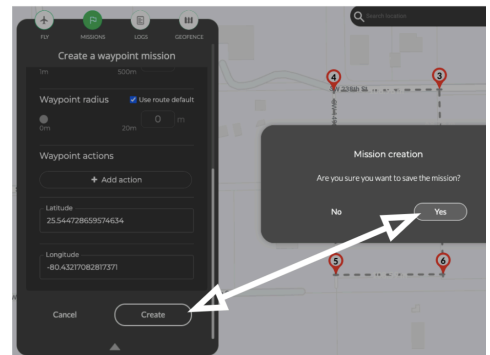 Search location
FLY MISSIONS LOGS GEOFENCE
Create a waypoint mission
1m 500m
Waypoint radius Use route default
0m 20m 0 m
Waypoint actions
+ Add action
Latitude
25.544728659574634
Longitude
-80.43217082817371
Cancel Create
4 3
Mission creation
Are you sure you want to save the mission?
No Yes
5 6